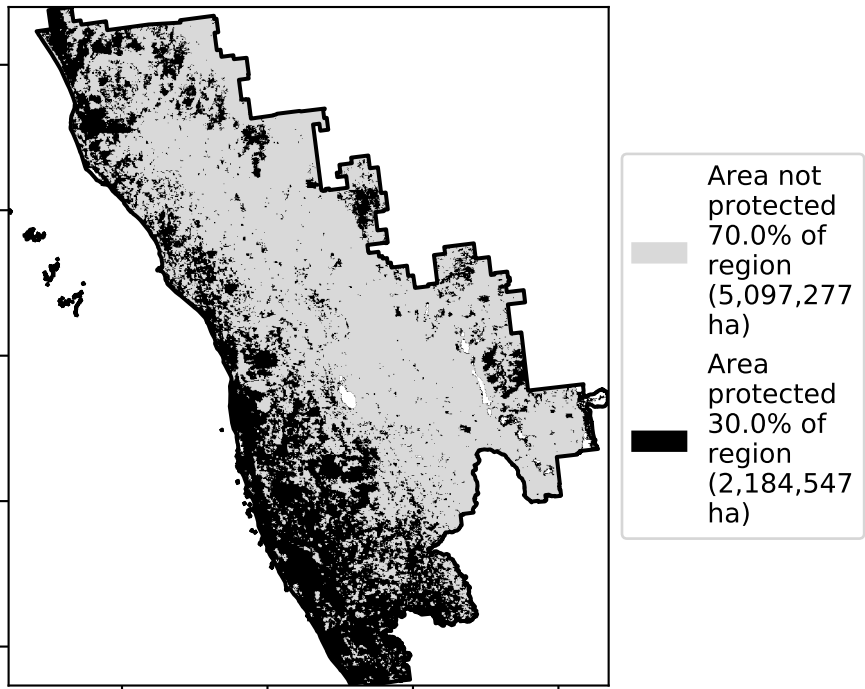 Area not
protected
70.0% of
region
(5,097,277
ha)
Area
protected
30.0% of
region
(2,184,547
ha)